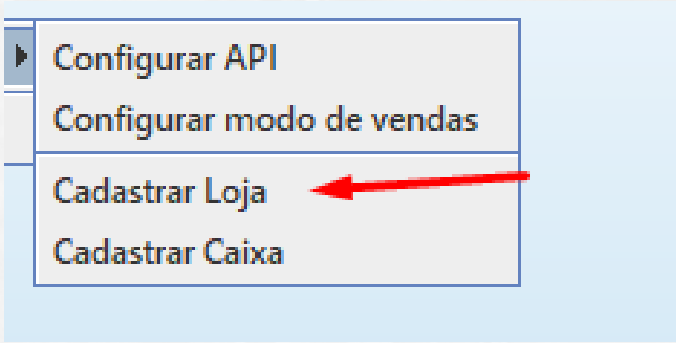 Configurar API
Configurar modo de vendas
Cadastrar Loja
Cadastrar Caixa